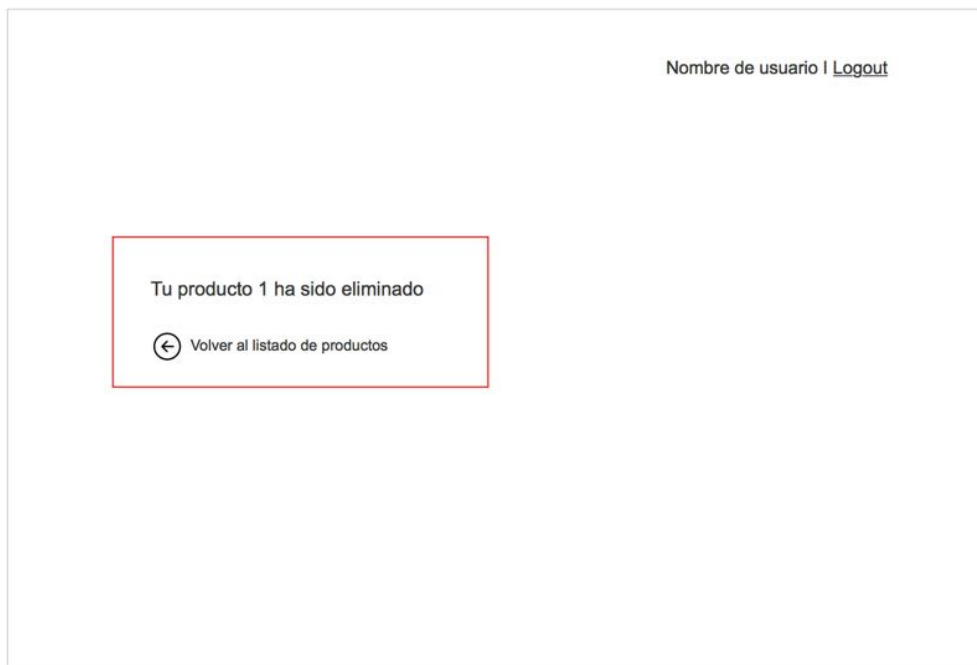 Nombre de usuario | Logout
Tu producto 1 ha sido eliminado
Volver al listado de productos